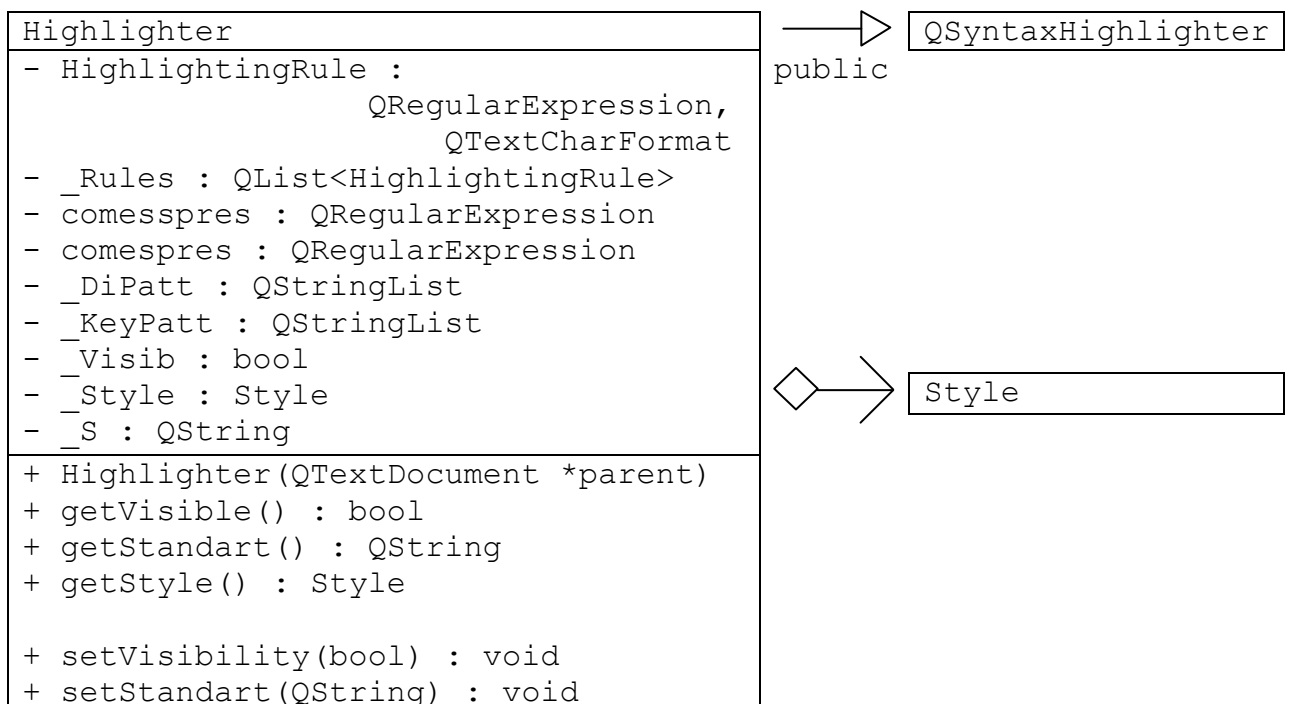 Highlighter
QSyntaxHighlighter
public
- HighlightingRule :
QRegularExpression,
QTextCharFormat
- _Rules : QList<HighlightingRule>
- comesspres : QRegularExpression
- comespres : QRegularExpression
- _DiPatt : QStringList
- _KeyPatt : QStringList
- _Visib : bool
- _Style : Style
Style
- _S : QString
+ Highlighter(QTextDocument *parent)
+ getVisible() : bool
+ getStandart() : QString
+ getStyle() : Style
+ setVisibility(bool) : void
+ setStandart(QString) : void